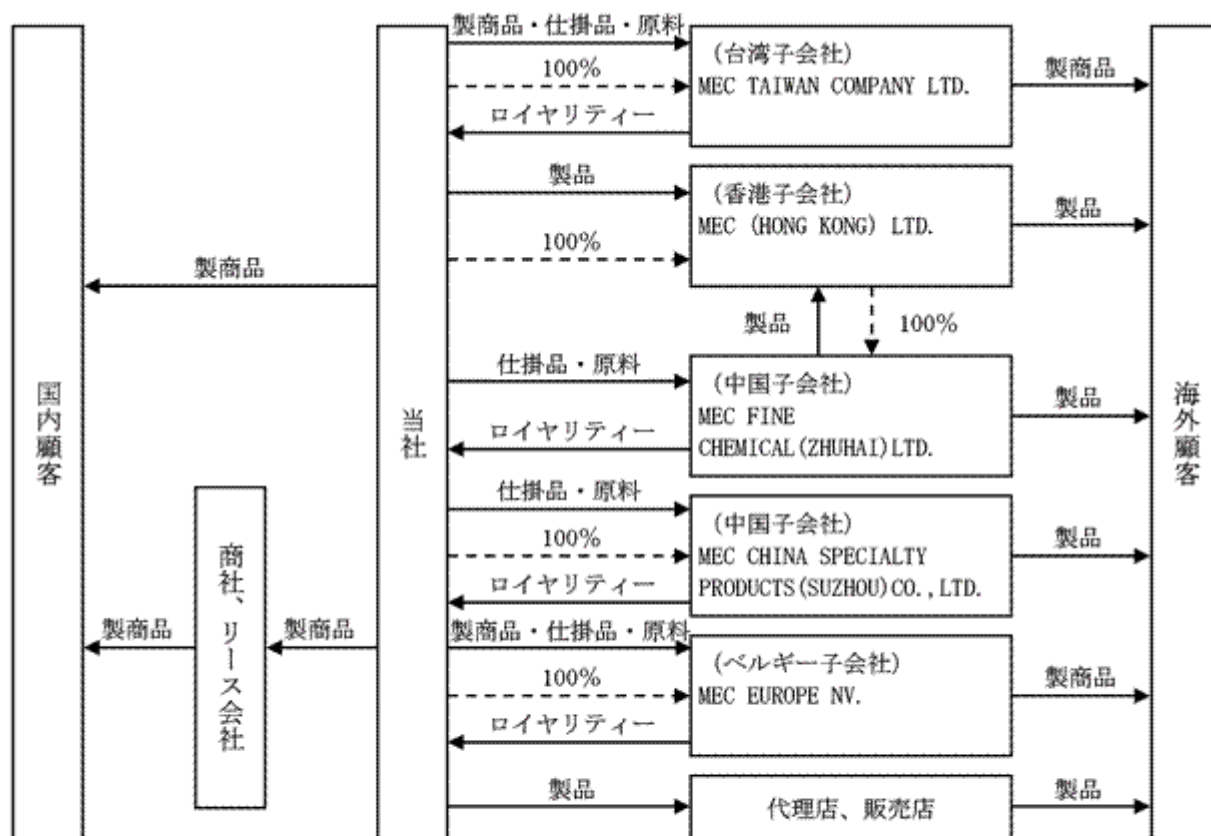 国内顧客
製商品
製商品
商社、リース会社
製商品
当社
製商品・仕掛品・原料
100%
ロイヤリティー
(台湾子会社)
MEC TAIWAN COMPANY LTD.
製商品
製品
100%
(香港子会社)
MEC (HONG KONG) LTD.
製品
製品
100%
仕掛品・原料
ロイヤリティー
(中国子会社)
MEC FINE
CHEMICAL(ZHUHAI)LTD.
製品
仕掛品・原料
100%
ロイヤリティー
(中国子会社)
MEC CHINA SPECIALTY
PRODUCTS(SUZHOU)CO.,LTD.
製品
製商品・仕掛品・原料
100%
ロイヤリティー
(ベルギー子会社)
MEC EUROPE NV.
製商品
製品
代理店、販売店
製品
海外顧客